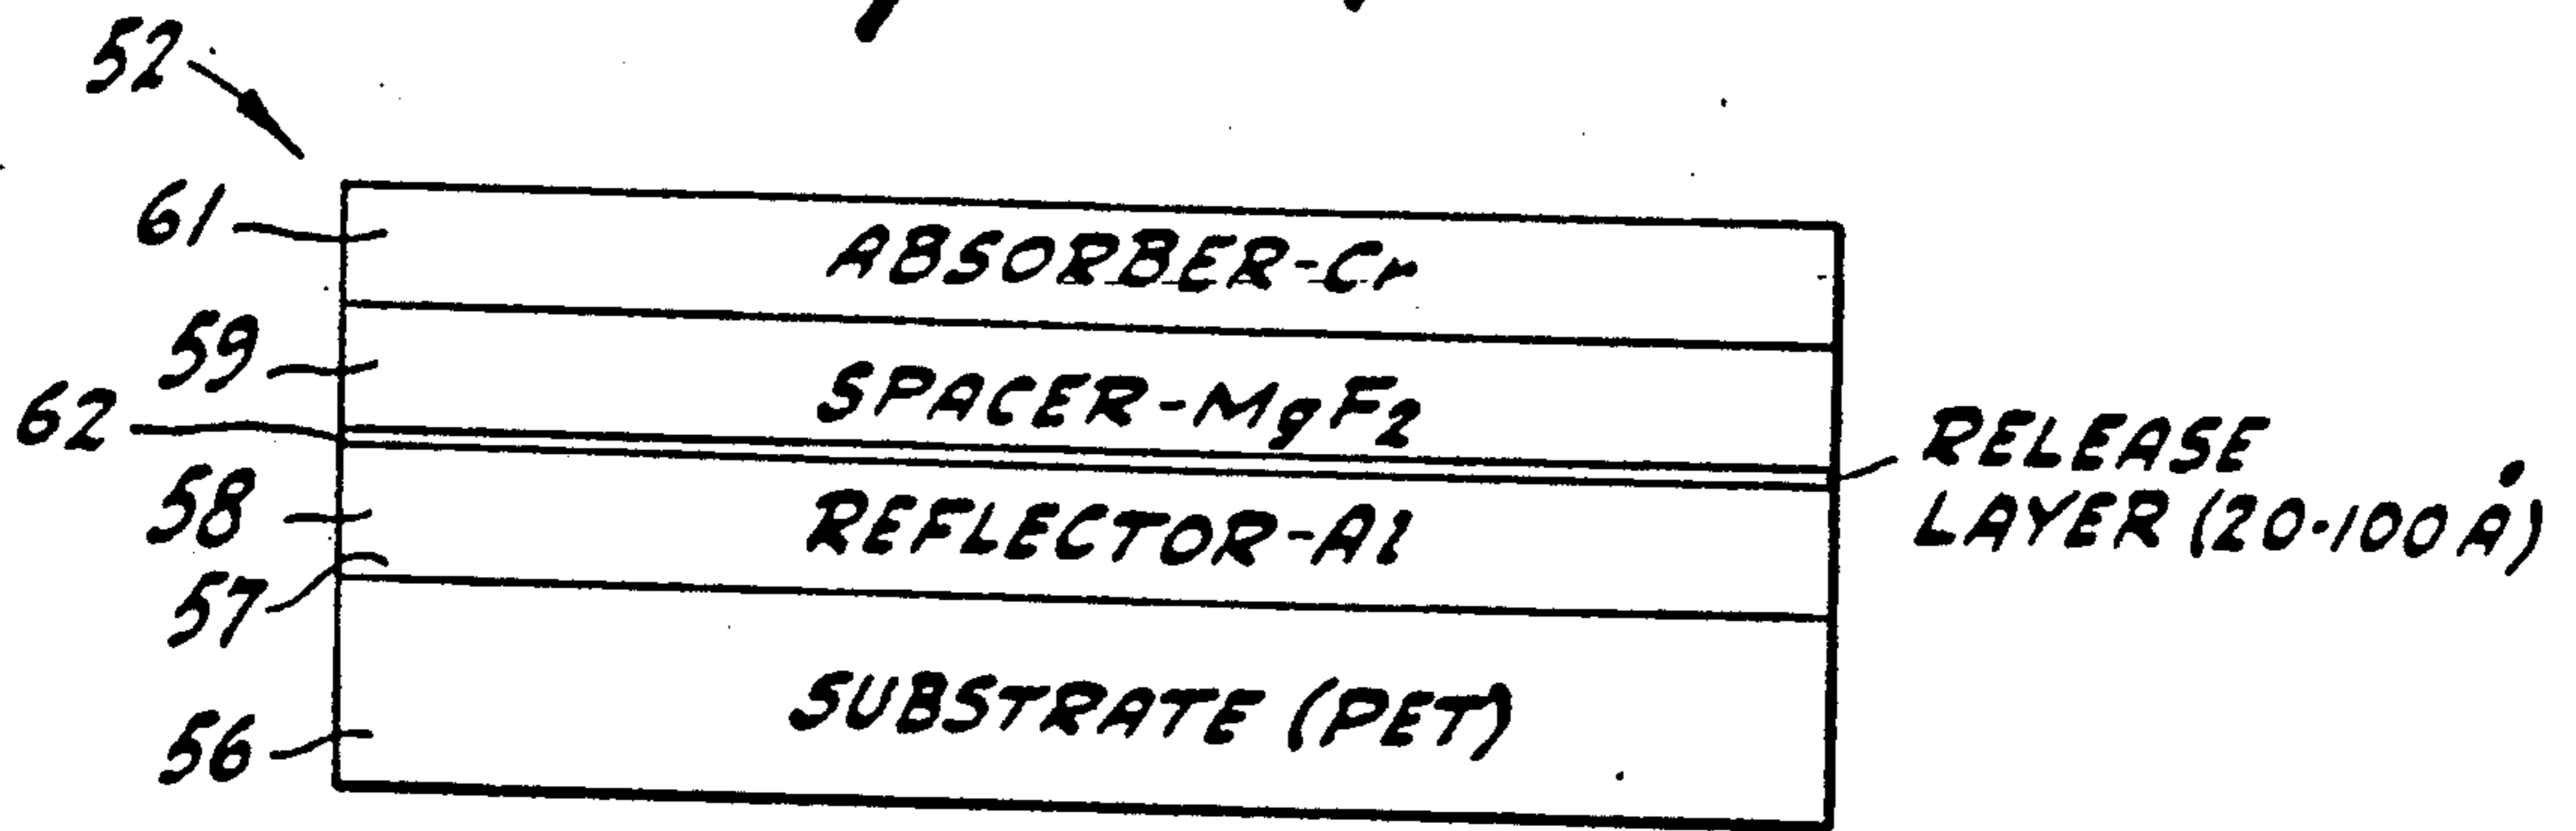 52
61
ABSORBER-Cr
59
SPACER-MgF2
62
RELEASE
LAYER (20-100 Å)
58
REFLECTOR-Al
57
56
SUBSTRATE (PET)